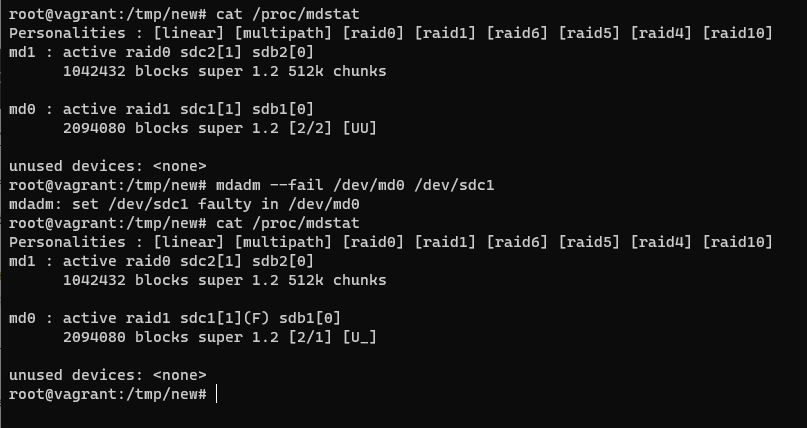 root@vagrant:/tmp/new# cat /proc/mdstat
Personalities : [linear] [multipath] [raid0] [raid1] [raid6] [raid5] [raid4] [raid10]
md1 : active raid0 sdc2[1] sdb2[0]
      1042432 blocks super 1.2 512k chunks

md0 : active raid1 sdc1[1] sdb1[0]
      2094080 blocks super 1.2 [2/2] [UU]

unused devices: <none>
root@vagrant:/tmp/new# mdadm --fail /dev/md0 /dev/sdc1
mdadm: set /dev/sdc1 faulty in /dev/md0
root@vagrant:/tmp/new# cat /proc/mdstat
Personalities : [linear] [multipath] [raid0] [raid1] [raid6] [raid5] [raid4] [raid10]
md1 : active raid0 sdc2[1] sdb2[0]
      1042432 blocks super 1.2 512k chunks

md0 : active raid1 sdc1[1](F) sdb1[0]
      2094080 blocks super 1.2 [2/1] [U_]

unused devices: <none>
root@vagrant:/tmp/new#